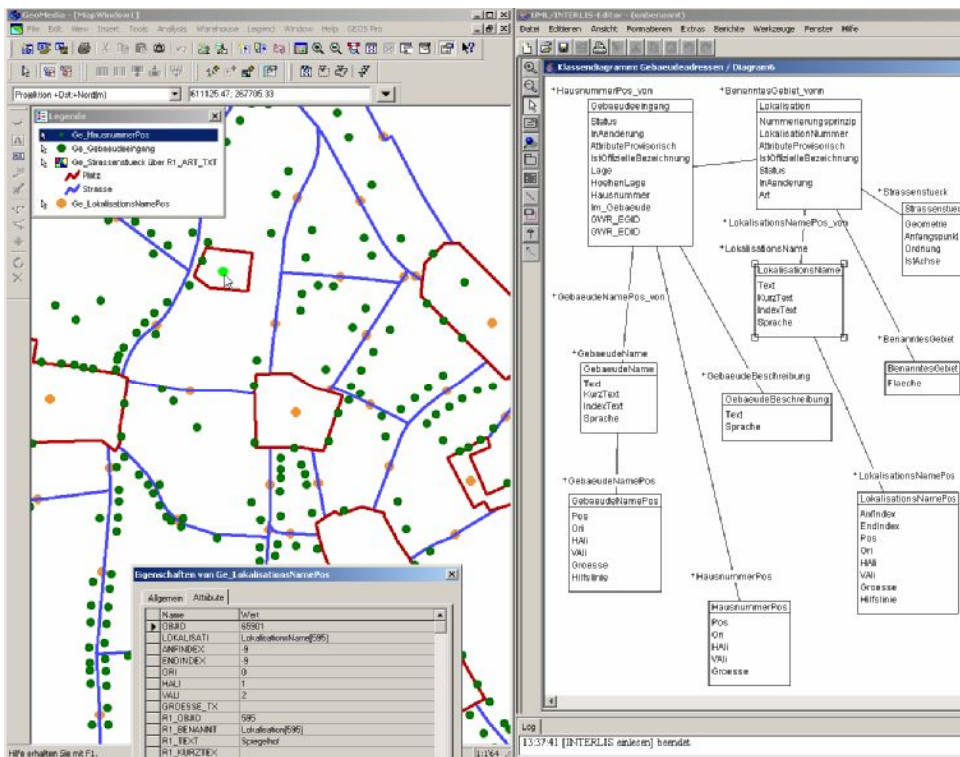 GeoMedia - [MapWindow1]
File Edit View Insert Tools Analysis Warehouse Legend Window Help GEOS Pro
Projektion +Dst:+Nord(m)
611125.47; 267705.33
Legende
Ge_HausnummerPos
Ge_Gebaeudeeingang
Ge_Strassenstueck über R1_ART_TXT
Platz
Strasse
Ge_LokalisationsNamePos
Eigenschaften von Ge_LokalisationsNamePos
Allgemein Attribute
Name Wert
OBJID 65901
LOKALISATI LokalisationsName[595]
ANFINDEX -9
ENDINDEX -9
ORI 0
HALI 1
VALI 2
GROESSE_TX
R1_OBJID 595
R1_BENANNT Lokalisation[595]
R1_TEXT Spiegelhof
R1_KURZTEX
Hilfe erhalten Sie mit F1.
1:1'64
UML/INTERLIS-Editor - (unbenannt)
Datei Editieren Ansicht Formatieren Extras Berichte Werkzeuge Fenster Hilfe
Klassendiagramm: Gebaeudeadressen / Diagram6
*HausnummerPos_von
Gebaeudeeingang
Status
InAenderung
AttributeProvisorisch
IstOffizielleBezeichnung
Lage
HoehenLage
Hausnummer
Im_Gebaeude
GWR_EGID
GWR_EDID
*BenanntesGebiet_vonn
Lokalisation
Nummerierungsprinzip
LokalisationNummer
AttributeProvisorisch
IstOffizielleBezeichnung
Status
InAenderung
Art
*Strassenstueck
Strassenstueck
Geometrie
Anfangspunkt
Ordnung
IstAchse
*LokalisationsNamePos_von
*LokalisationsName
LokalisationsName
Text
KurzText
IndexText
Sprache
*GebaeudeNamePos_von
*GebaeudeName
GebaeudeName
Text
KurzText
IndexText
Sprache
*GebaeudeBeschreibung
GebaeudeBeschreibung
Text
Sprache
*BenanntesGebiet
BenanntesGebiet
Flaeche
*GebaeudeNamePos
GebaeudeNamePos
Pos
Ori
HAli
VAli
Groesse
Hilfslinie
*LokalisationsNamePos
LokalisationsNamePos
AnfIndex
EndIndex
Pos
Ori
HAli
VAli
Groesse
Hilfslinie
*HausnummerPos
HausnummerPos
Pos
Ori
HAli
VAli
Groesse
Log
13:37:41 [INTERLIS einlesen] beendet